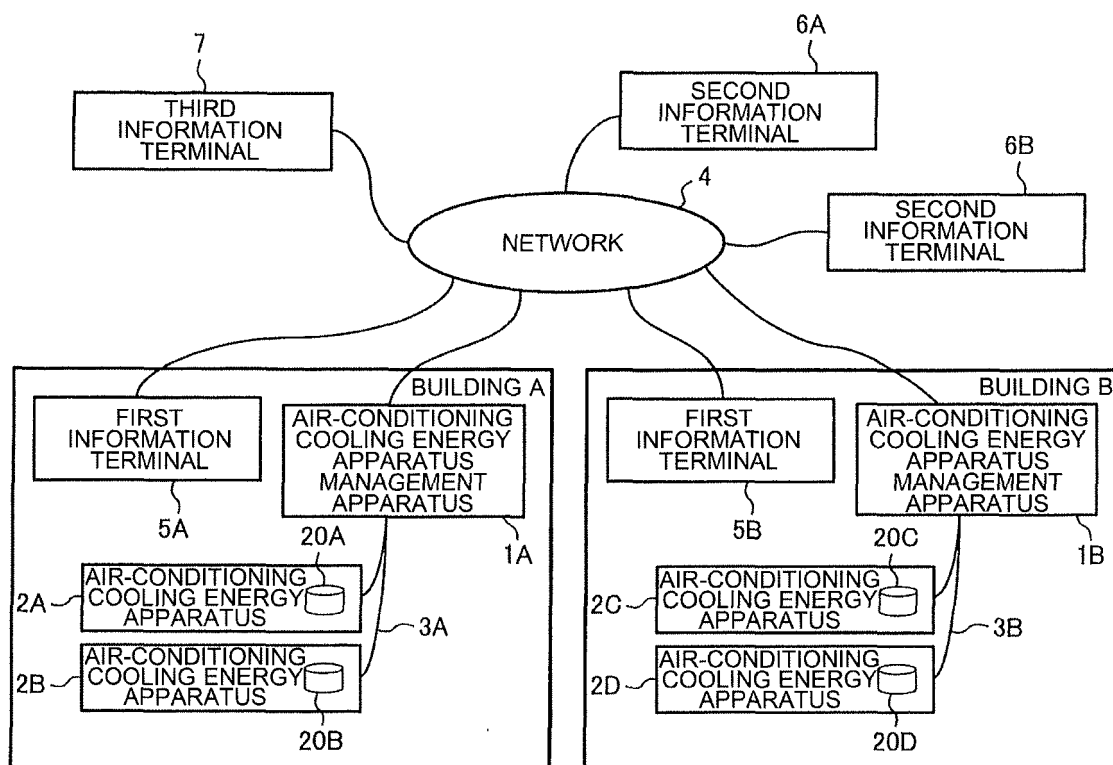 6A
7
SECOND
INFORMATION
TERMINAL
THIRD
INFORMATION
TERMINAL
6B
4
SECOND
INFORMATION
TERMINAL
NETWORK
BUILDING A
FIRST
INFORMATION
TERMINAL
AIR-CONDITIONING
COOLING ENERGY
APPARATUS
MANAGEMENT
APPARATUS
5A
1A
20A
2A
AIR-CONDITIONING
COOLING ENERGY
APPARATUS
3A
2B
AIR-CONDITIONING
COOLING ENERGY
APPARATUS
20B
BUILDING B
FIRST
INFORMATION
TERMINAL
AIR-CONDITIONING
COOLING ENERGY
APPARATUS
MANAGEMENT
APPARATUS
5B
1B
20C
2C
AIR-CONDITIONING
COOLING ENERGY
APPARATUS
3B
2D
AIR-CONDITIONING
COOLING ENERGY
APPARATUS
20D